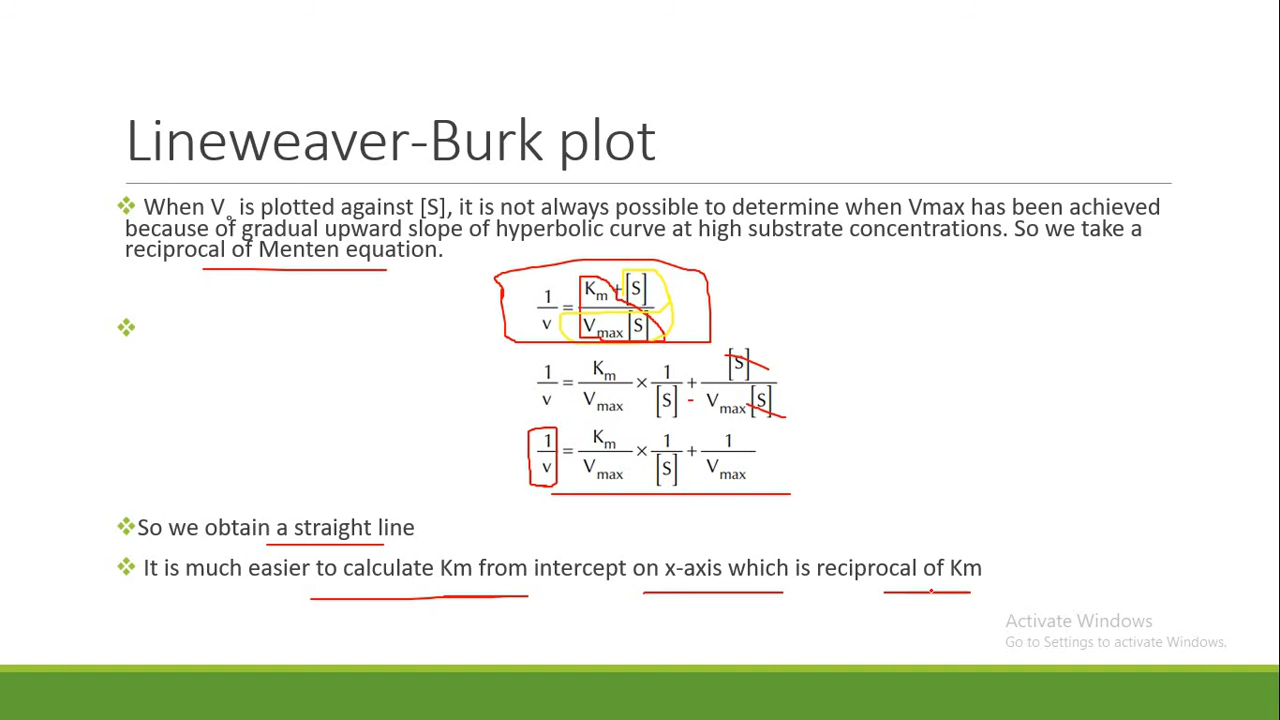 Lineweaver-Burk plot
❖ When V₀ is plotted against [S], it is not always possible to determine when Vmax has been achieved
because of gradual upward slope of hyperbolic curve at high substrate concentrations. So we take a
reciprocal of Menten equation.
1/v = (Km + [S]) / (Vmax [S])
❖
1/v = Km/Vmax × 1/[S] + [S]/(Vmax [S])
1/v = Km/Vmax × 1/[S] + 1/Vmax
❖ So we obtain a straight line
❖ It is much easier to calculate Km from intercept on x-axis which is reciprocal of Km
Activate Windows
Go to Settings to activate Windows.